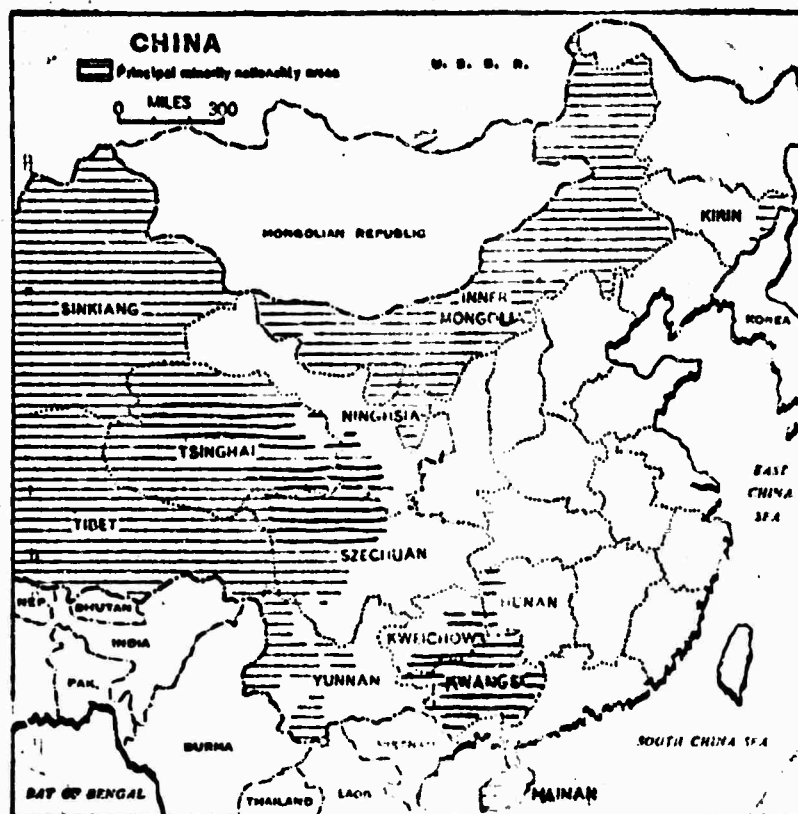 CHINA
Principal minority nationality areas
U. S. S. R.
0 MILES 300
MONGOLIAN REPUBLIC
KIRIN
SINKIANG
INNER
MONGOLIA
KOREA
NINGHSIA
TSINGHAI
EAST
CHINA
SEA
TIBET
SZECHUAN
NEP.
BHUTAN
HUNAN
INDIA
KWEICHOW
PAK.
YUNNAN
KWANGSI
BURMA
VIETNAM
SOUTH CHINA SEA
BAY OF BENGAL
THAILAND
LAOS
HAINAN